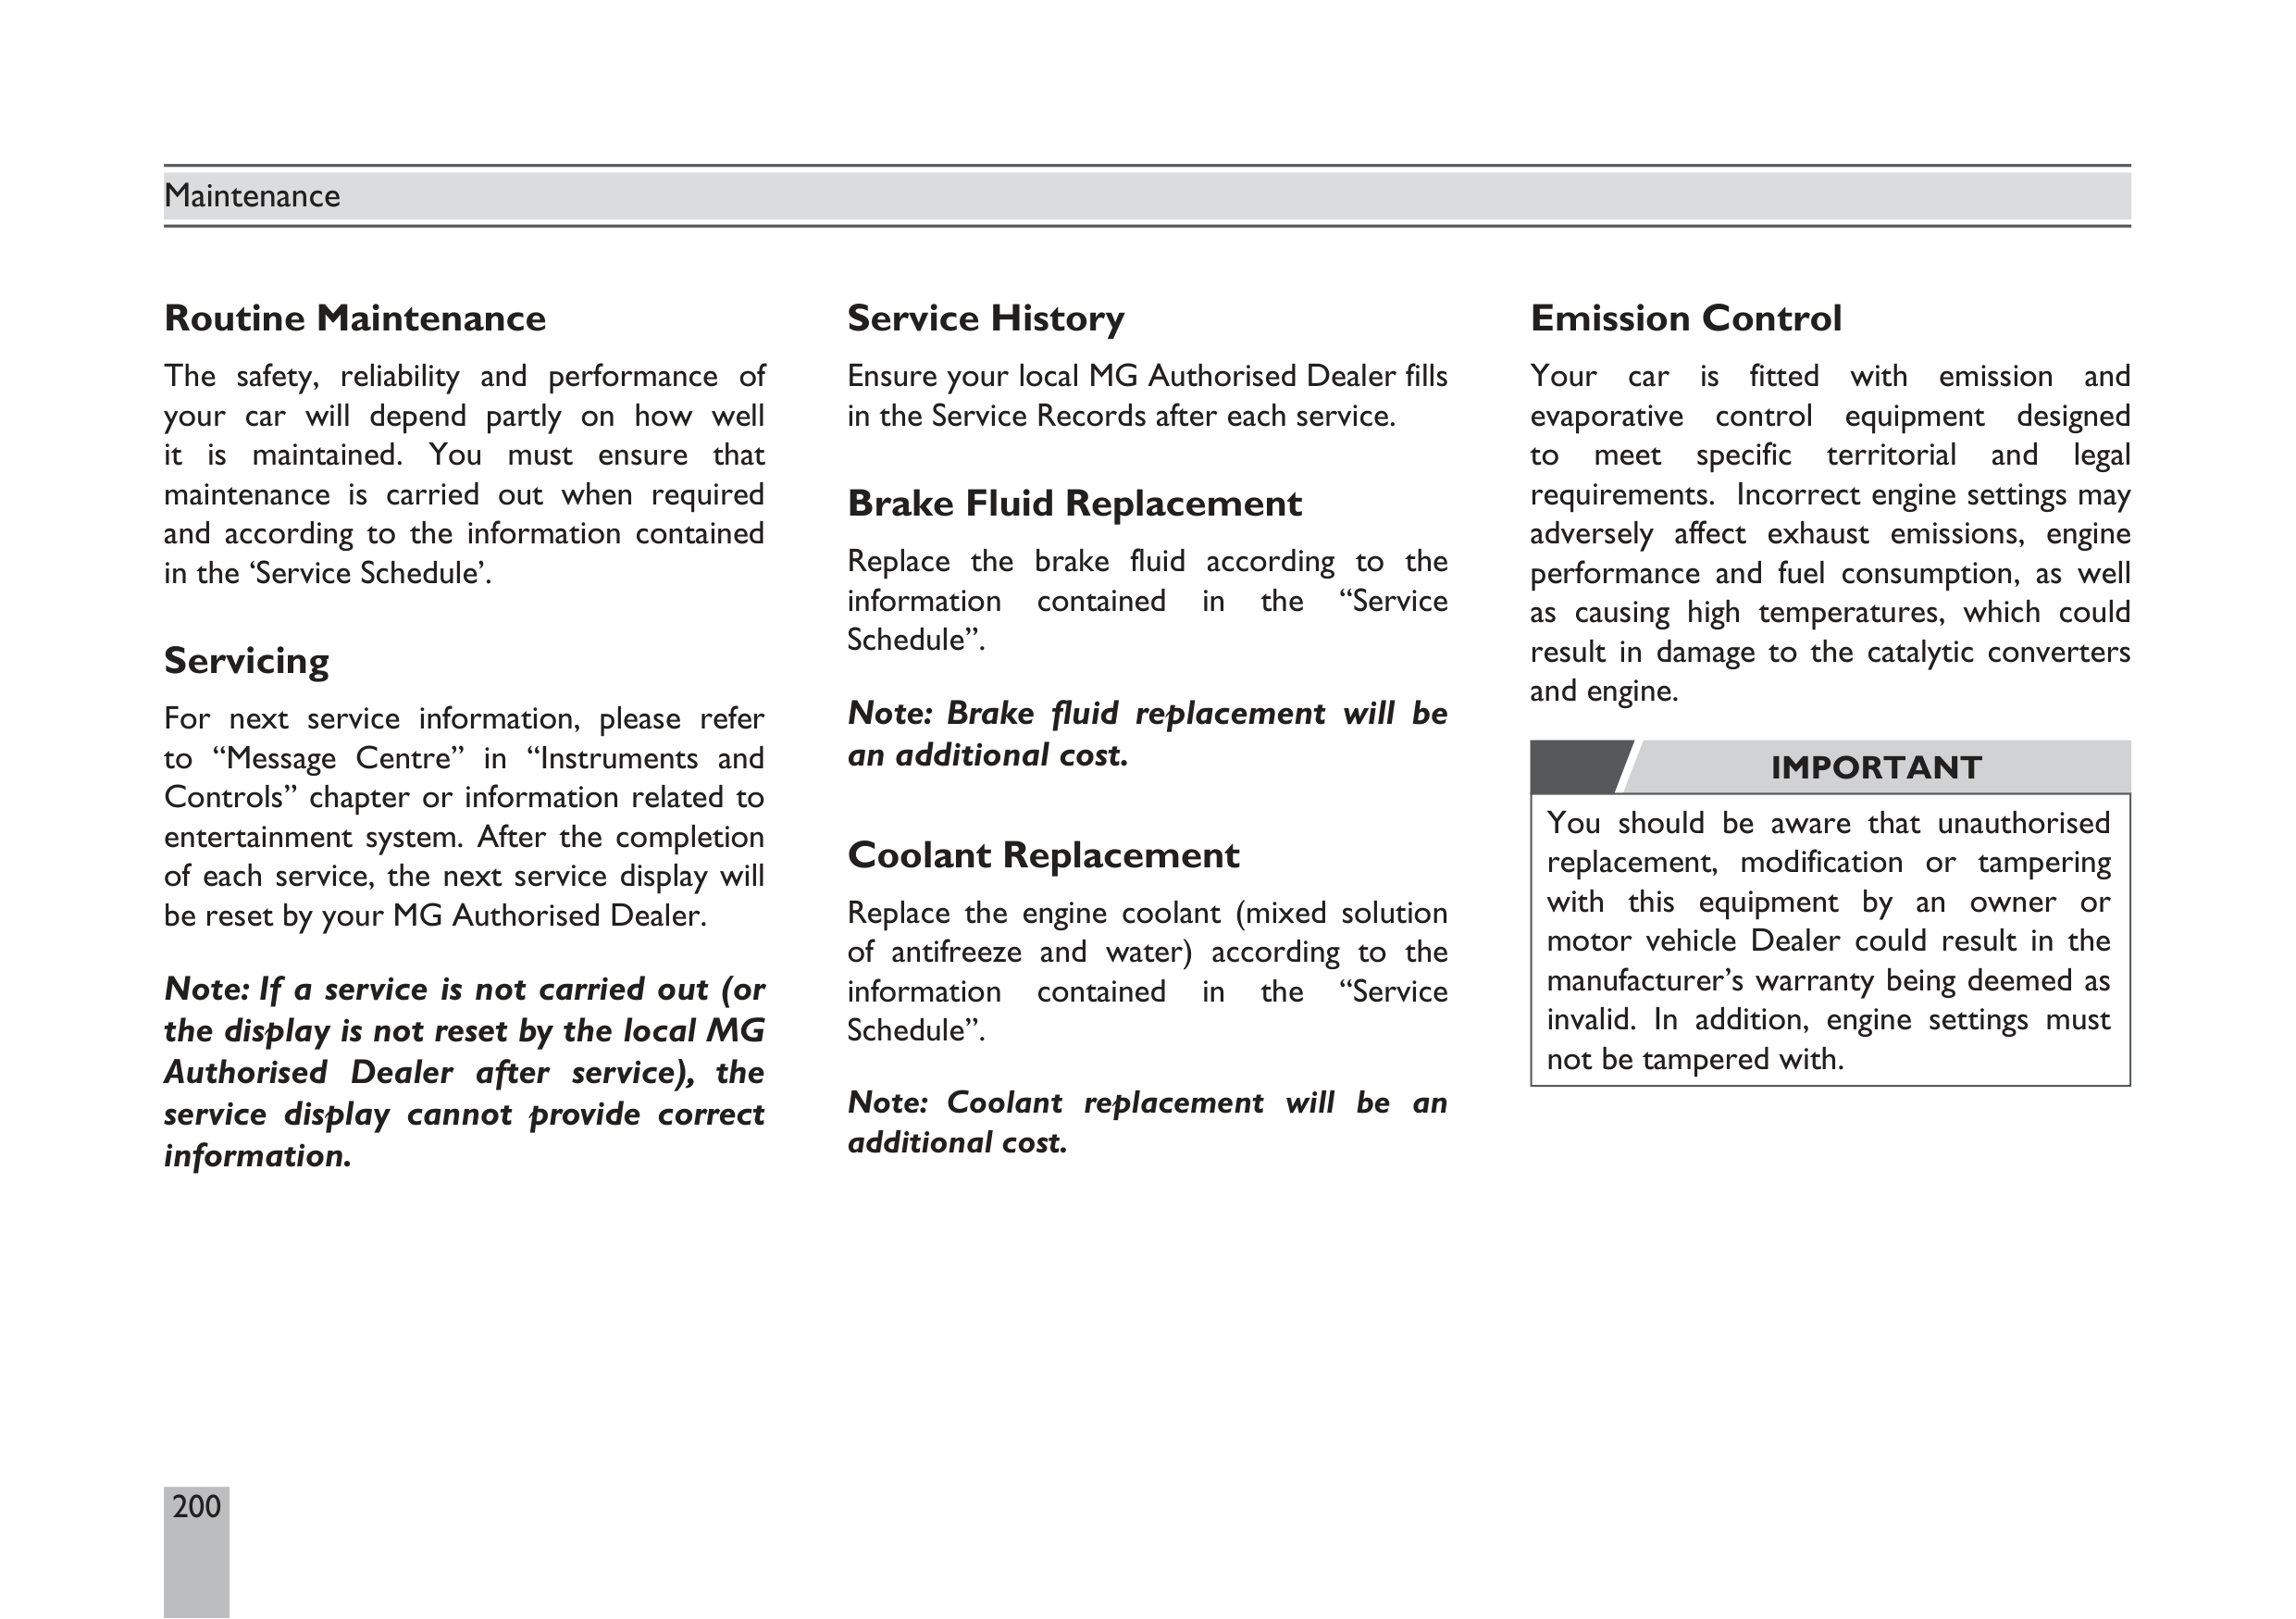 Maintenance
Routine Maintenance
The safety, reliability and performance of
your car will depend partly on how well
it is maintained. You must ensure that
maintenance is carried out when required
and according to the information contained
in the ‘Service Schedule’.
Servicing
For next service information, please refer
to “Message Centre” in “Instruments and
Controls” chapter or information related to
entertainment system. After the completion
of each service, the next service display will
be reset by your MG Authorised Dealer.
Note: If a service is not carried out (or
the display is not reset by the local MG
Authorised Dealer after service), the
service display cannot provide correct
information.
Service History
Ensure your local MG Authorised Dealer fills
in the Service Records after each service.
Brake Fluid Replacement
Replace the brake fluid according to the
information contained in the “Service
Schedule”.
Note: Brake fluid replacement will be
an additional cost.
Coolant Replacement
Replace the engine coolant (mixed solution
of antifreeze and water) according to the
information contained in the “Service
Schedule”.
Note: Coolant replacement will be an
additional cost.
Emission Control
Your car is fitted with emission and
evaporative control equipment designed
to meet specific territorial and legal
requirements. Incorrect engine settings may
adversely affect exhaust emissions, engine
performance and fuel consumption, as well
as causing high temperatures, which could
result in damage to the catalytic converters
and engine.
IMPORTANT
You should be aware that unauthorised
replacement, modification or tampering
with this equipment by an owner or
motor vehicle Dealer could result in the
manufacturer’s warranty being deemed as
invalid. In addition, engine settings must
not be tampered with.
200